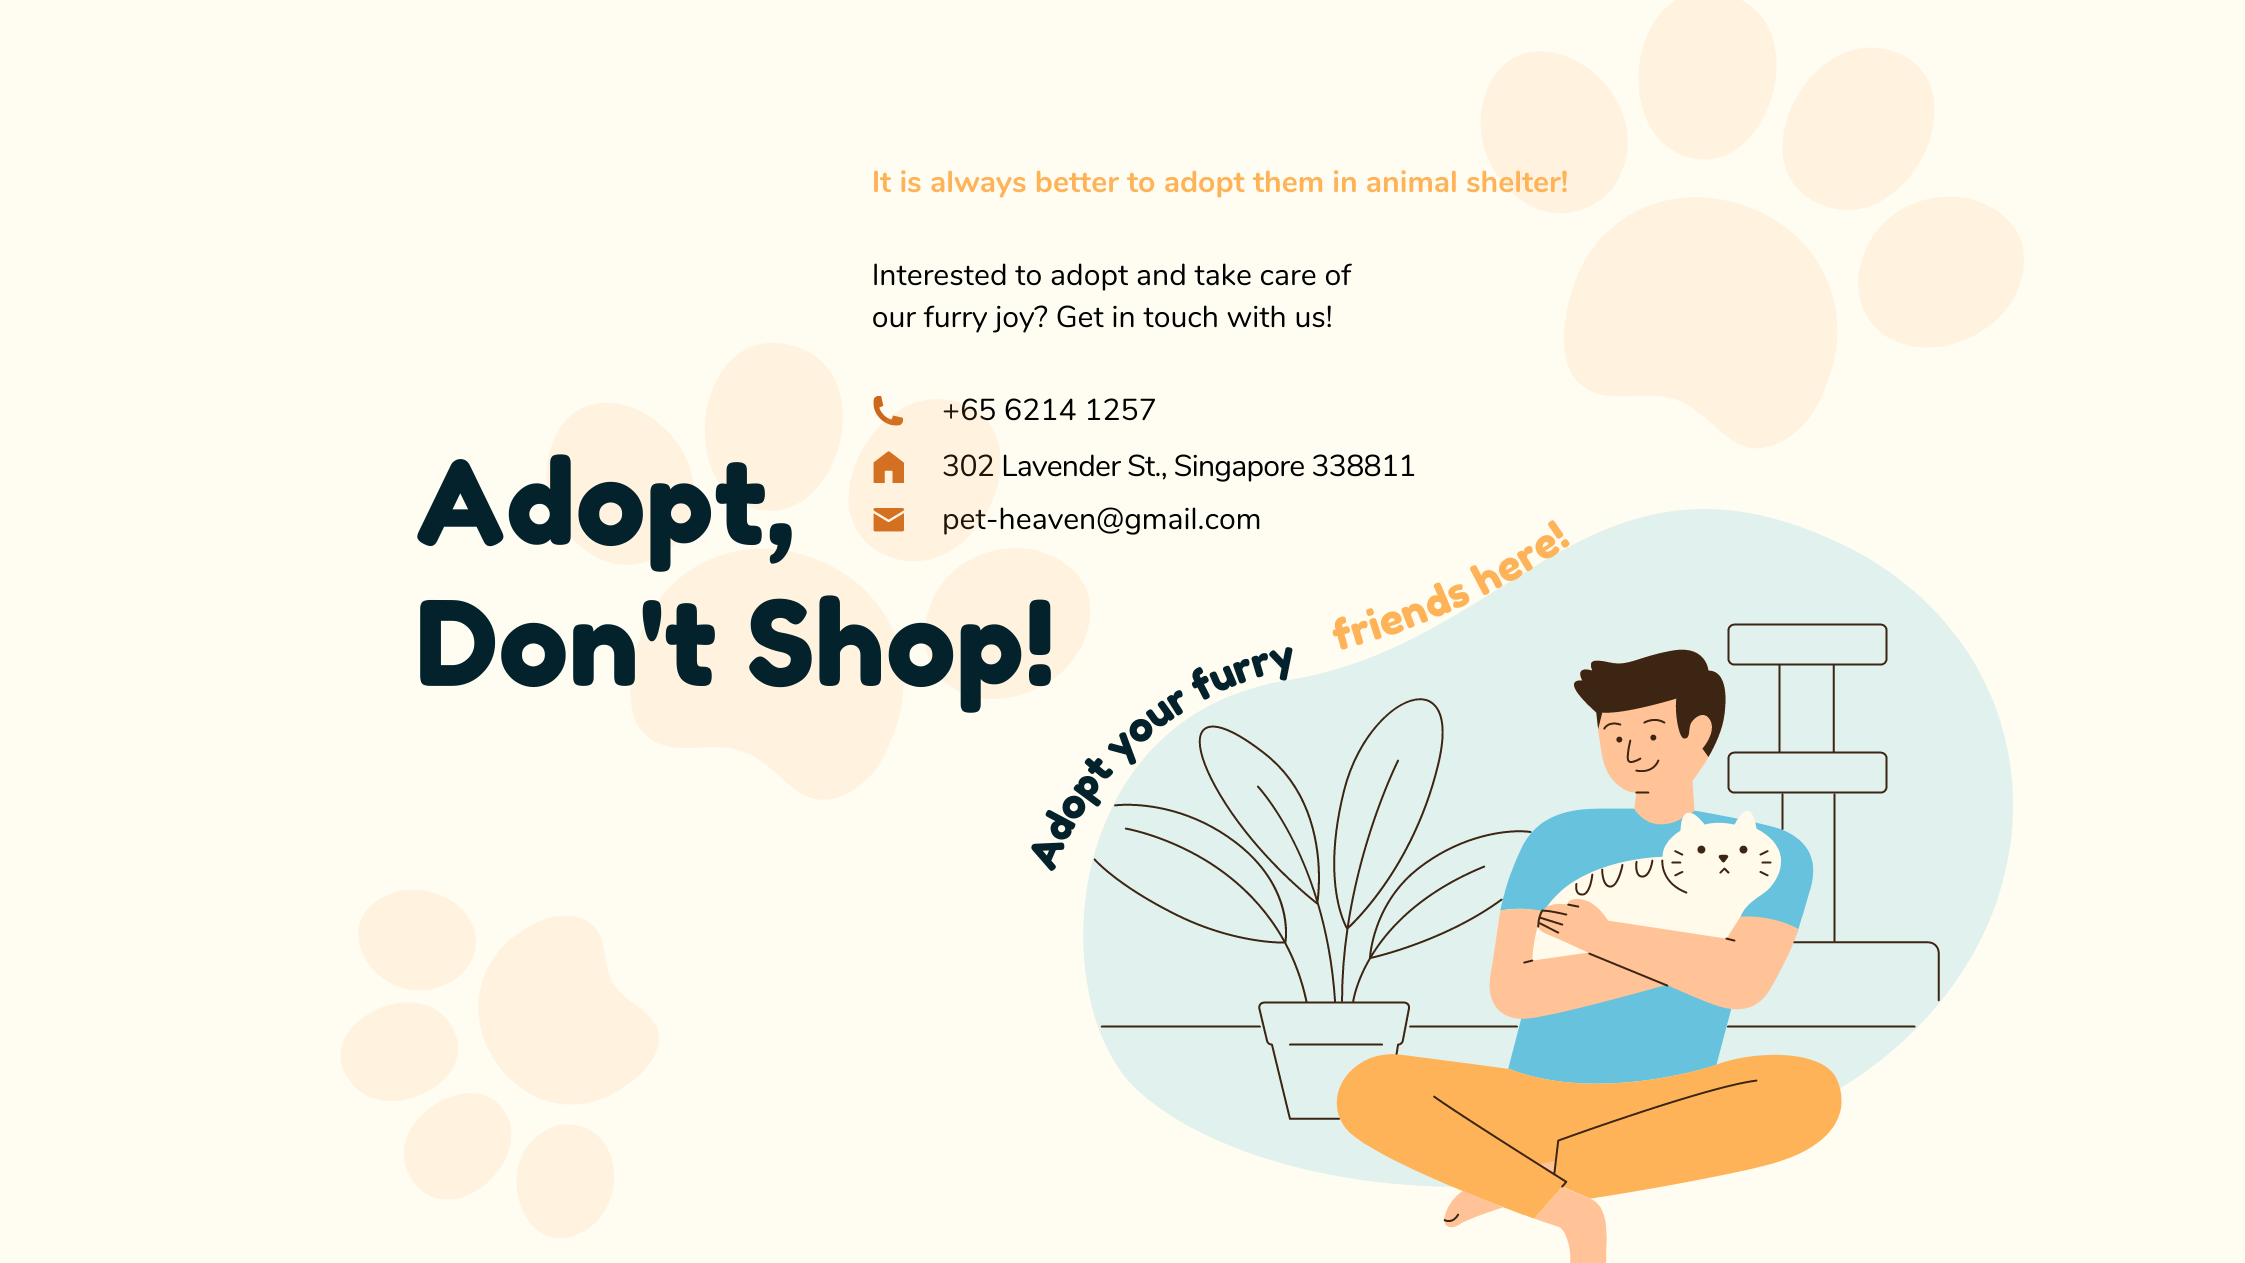 It is always better to adopt them in animal shelter!
Interested to adopt and take care of
our furry joy? Get in touch with us!
+65 6214 1257
302 Lavender St., Singapore 338811
pet-heaven@gmail.com
Adopt,
Don't Shop!
Adopt your furry friends here!